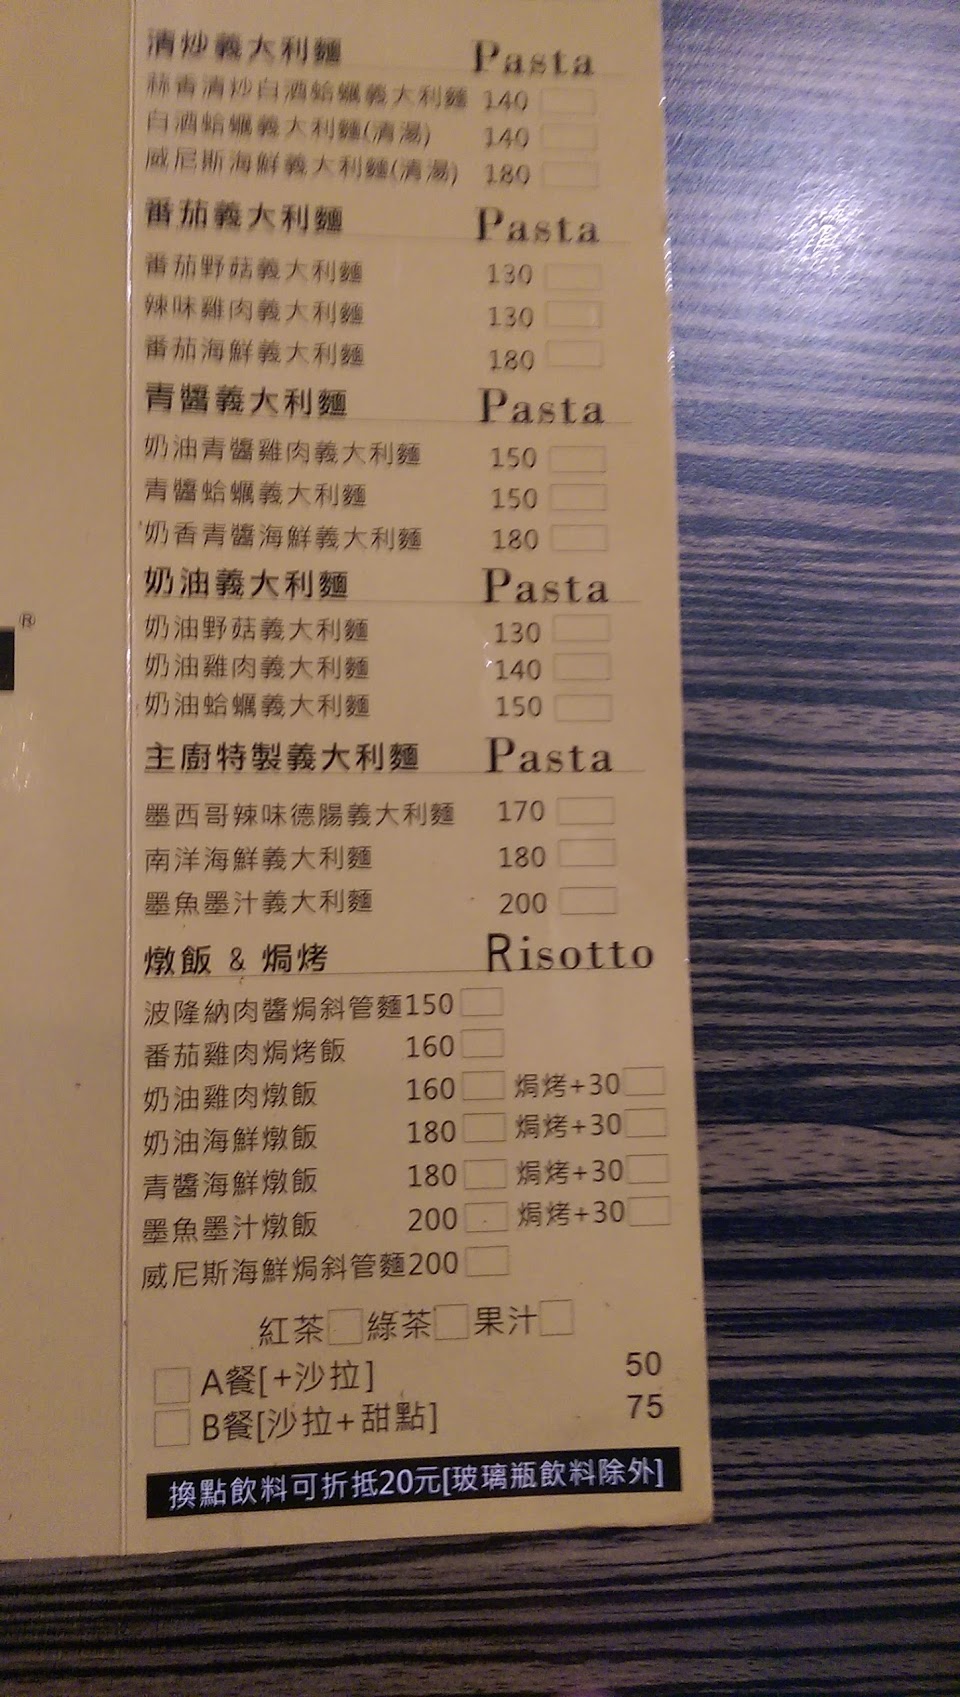 清炒義大利麵 Pasta
蒜香清炒白酒蛤蠣義大利麵 140
白酒蛤蠣義大利麵(清湯) 140
威尼斯海鮮義大利麵(清湯) 180
番茄義大利麵 Pasta
番茄野菇義大利麵 130
辣味雞肉義大利麵 130
番茄海鮮義大利麵 180
青醬義大利麵 Pasta
奶油青醬雞肉義大利麵 150
青醬蛤蠣義大利麵 150
奶香青醬海鮮義大利麵 180
奶油義大利麵 Pasta
奶油野菇義大利麵 130
®
奶油雞肉義大利麵 140
奶油蛤蠣義大利麵 150
主廚特製義大利麵 Pasta
墨西哥辣味德腸義大利麵 170
南洋海鮮義大利麵 180
墨魚墨汁義大利麵 200
燉飯 & 焗烤 Risotto
波隆納肉醬焗斜管麵150
番茄雞肉焗烤飯 160
奶油雞肉燉飯 160 焗烤+30
奶油海鮮燉飯 180 焗烤+30
青醬海鮮燉飯 180 焗烤+30
墨魚墨汁燉飯 200 焗烤+30
威尼斯海鮮焗斜管麵200
紅茶 綠茶 果汁
A餐[+沙拉] 50
B餐[沙拉+甜點] 75
換點飲料可折抵20元[玻璃瓶飲料除外]